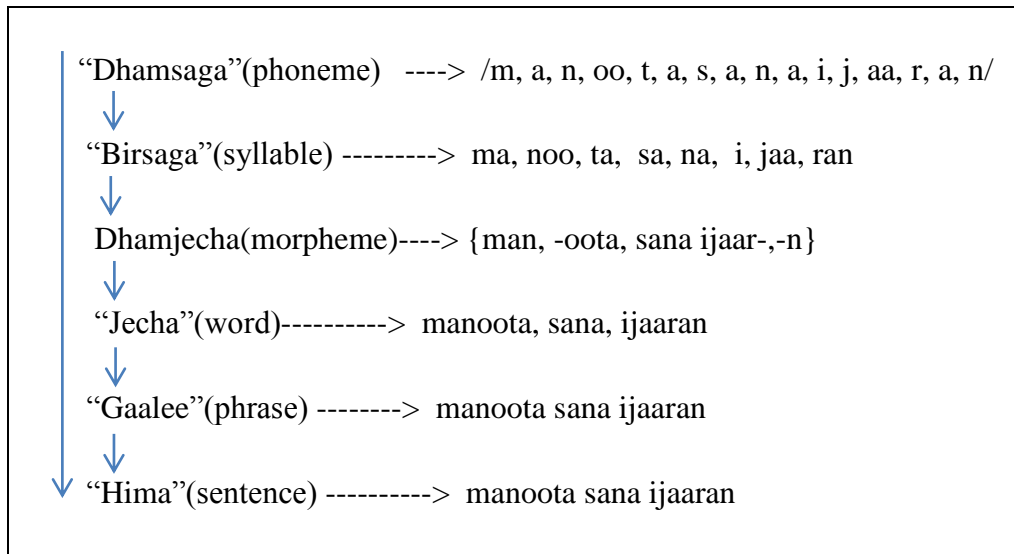 “Dhamsaga”(phoneme) ----> /m, a, n, oo, t, a, s, a, n, a, i, j, aa, r, a, n/
“Birsaga”(syllable) ---------> ma, noo, ta, sa, na, i, jaa, ran
Dhamjecha(morpheme)----> {man, -oota, sana ijaar-,-n}
“Jecha”(word)----------> manoota, sana, ijaaran
“Gaalee”(phrase) --------> manoota sana ijaaran
“Hima”(sentence) ----------> manoota sana ijaaran